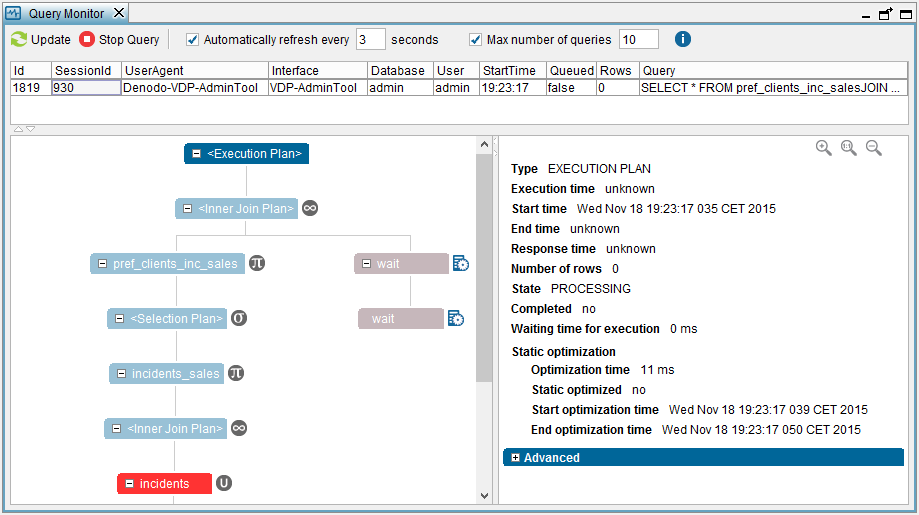 Query Monitor
Update Stop Query Automatically refresh every 3 seconds Max number of queries 10
Id SessionId UserAgent Interface Database User StartTime Queued Rows Query
1819 930 Denodo-VDP-AdminTool VDP-AdminTool admin admin 19:23:17 false 0 SELECT * FROM pref_clients_inc_salesJOIN ...
<Execution Plan>
<Inner Join Plan>
pref_clients_inc_sales wait
<Selection Plan> wait
incidents_sales
<Inner Join Plan>
incidents
1:1
Type EXECUTION PLAN
Execution time unknown
Start time Wed Nov 18 19:23:17 035 CET 2015
End time unknown
Response time unknown
Number of rows 0
State PROCESSING
Completed no
Waiting time for execution 0 ms
Static optimization
Optimization time 11 ms
Static optimized no
Start optimization time Wed Nov 18 19:23:17 039 CET 2015
End optimization time Wed Nov 18 19:23:17 050 CET 2015
Advanced